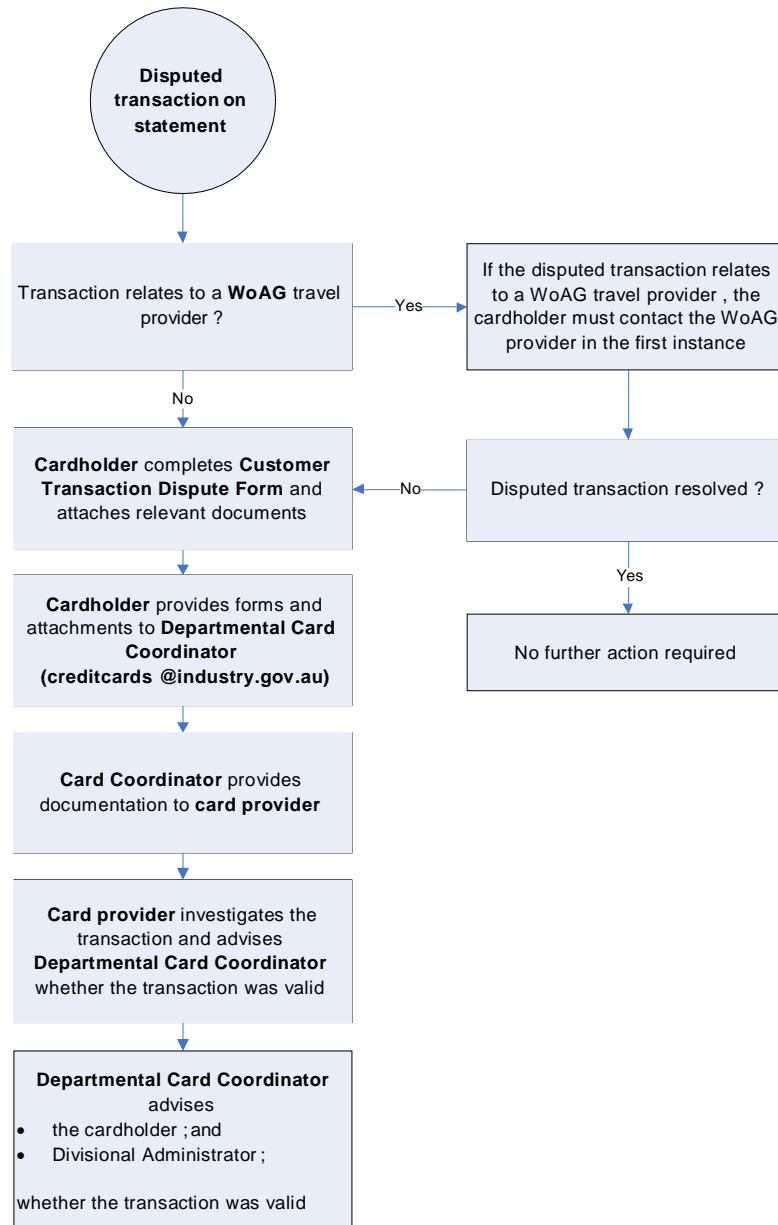 Disputed
transaction on
statement
Transaction relates to a WoAG travel
provider ?
Yes
If the disputed transaction relates
to a WoAG travel provider , the
cardholder must contact the WoAG
provider in the first instance
No
Cardholder completes Customer
Transaction Dispute Form and
attaches relevant documents
No
Disputed transaction resolved ?
Yes
Cardholder provides forms and
attachments to Departmental Card
Coordinator
(creditcards @industry.gov.au)
No further action required
Card Coordinator provides
documentation to card provider
Card provider investigates the
transaction and advises
Departmental Card Coordinator
whether the transaction was valid
Departmental Card Coordinator
advises
• the cardholder ; and
• Divisional Administrator ;
whether the transaction was valid